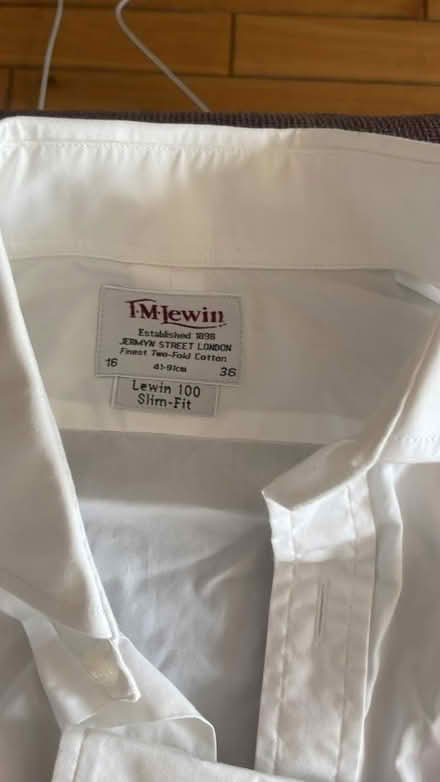 T·M·Lewin
Established 1898
JERMYN STREET LONDON
Finest Two-Fold Cotton
16 41-91cm 36
Lewin 100
Slim-Fit